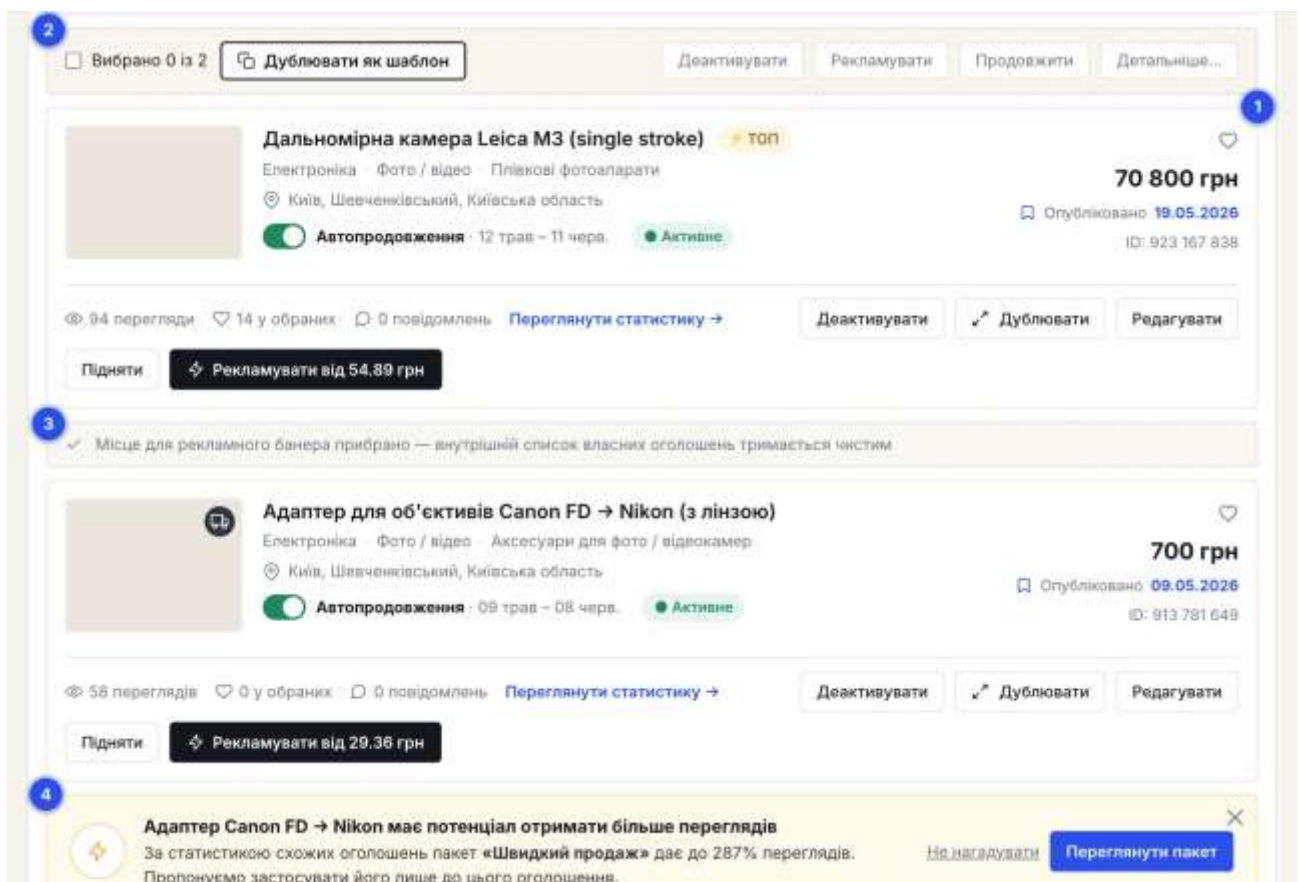 2
Вибрано 0 із 2 Дублювати як шаблон Деактивувати Рекламувати Продовжити Детальніше...
1
Дальномірна камера Leica M3 (single stroke) ТОП
Електроніка · Фото / відео · Плівкові фотоапарати
Київ, Шевченківський, Київська область
70 800 грн
Опубліковано 19.05.2026
Автопродовження · 12 трав – 11 черв. Активне
ID: 923 167 838
94 перегляди 14 у обраних 0 повідомлень Переглянути статистику → Деактивувати Дублювати Редагувати
Підняти Рекламувати від 54.89 грн
3
Місце для рекламного банера прибрано — внутрішній список власних оголошень тримається чистим
Адаптер для об'єктивів Canon FD → Nikon (з лінзою)
Електроніка · Фото / відео · Аксесуари для фото / відеокамер
Київ, Шевченківський, Київська область
700 грн
Опубліковано 09.05.2026
Автопродовження · 09 трав – 08 черв. Активне
ID: 913 781 649
58 переглядів 0 у обраних 0 повідомлень Переглянути статистику → Деактивувати Дублювати Редагувати
Підняти Рекламувати від 29.36 грн
4
Адаптер Canon FD → Nikon має потенціал отримати більше переглядів
За статистикою схожих оголошень пакет «Швидкий продаж» дає до 287% переглядів.
Не нагадувати Переглянути пакет
Пропонуємо застосувати його лише до цього оголошення.